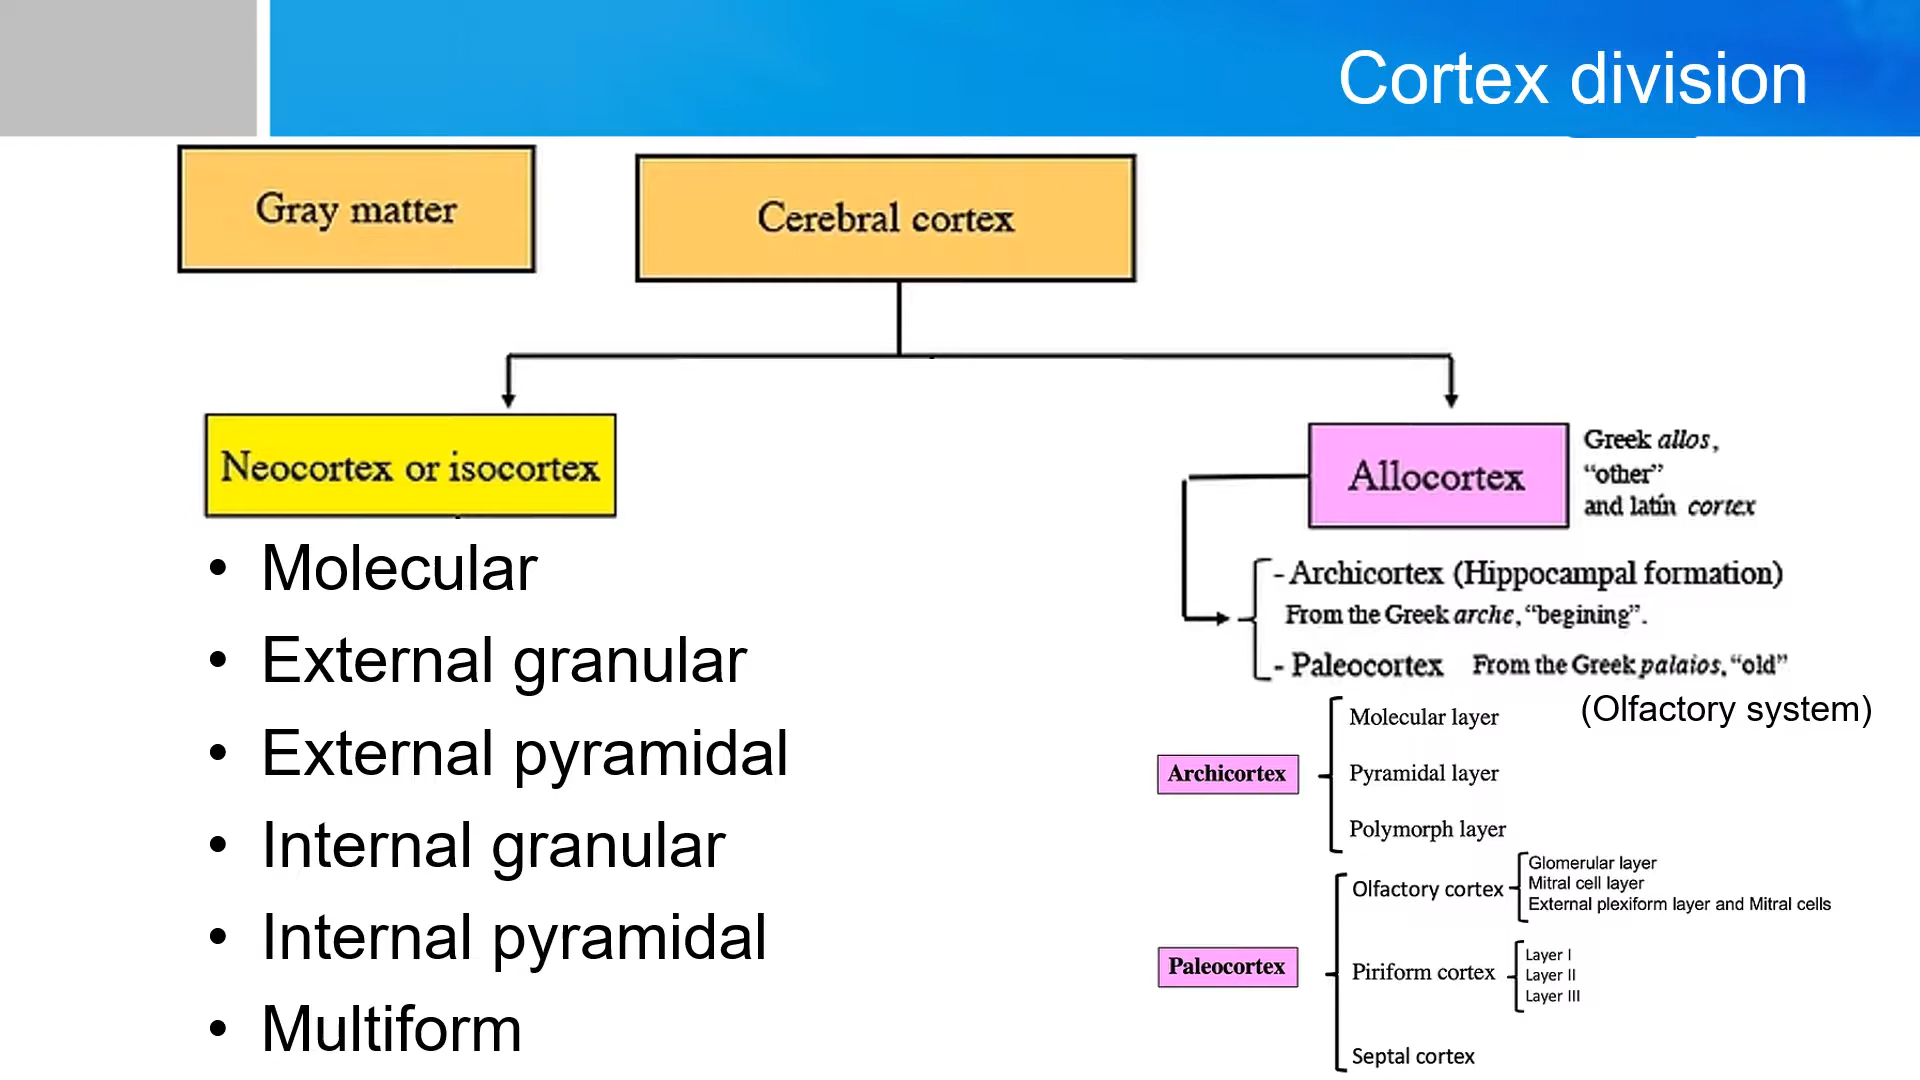 Cortex division
Gray matter
Cerebral cortex
Neocortex or isocortex
• Molecular
• External granular
• External pyramidal
• Internal granular
• Internal pyramidal
• Multiform
Allocortex
Greek allos,
“other”
and latín cortex
- Archicortex (Hippocampal formation)
From the Greek arche, “begining”.
- Paleocortex From the Greek palaios, “old”
(Olfactory system)
Archicortex
Molecular layer
Pyramidal layer
Polymorph layer
Paleocortex
Olfactory cortex
Glomerular layer
Mitral cell layer
External plexiform layer and Mitral cells
Piriform cortex
Layer I
Layer II
Layer III
Septal cortex